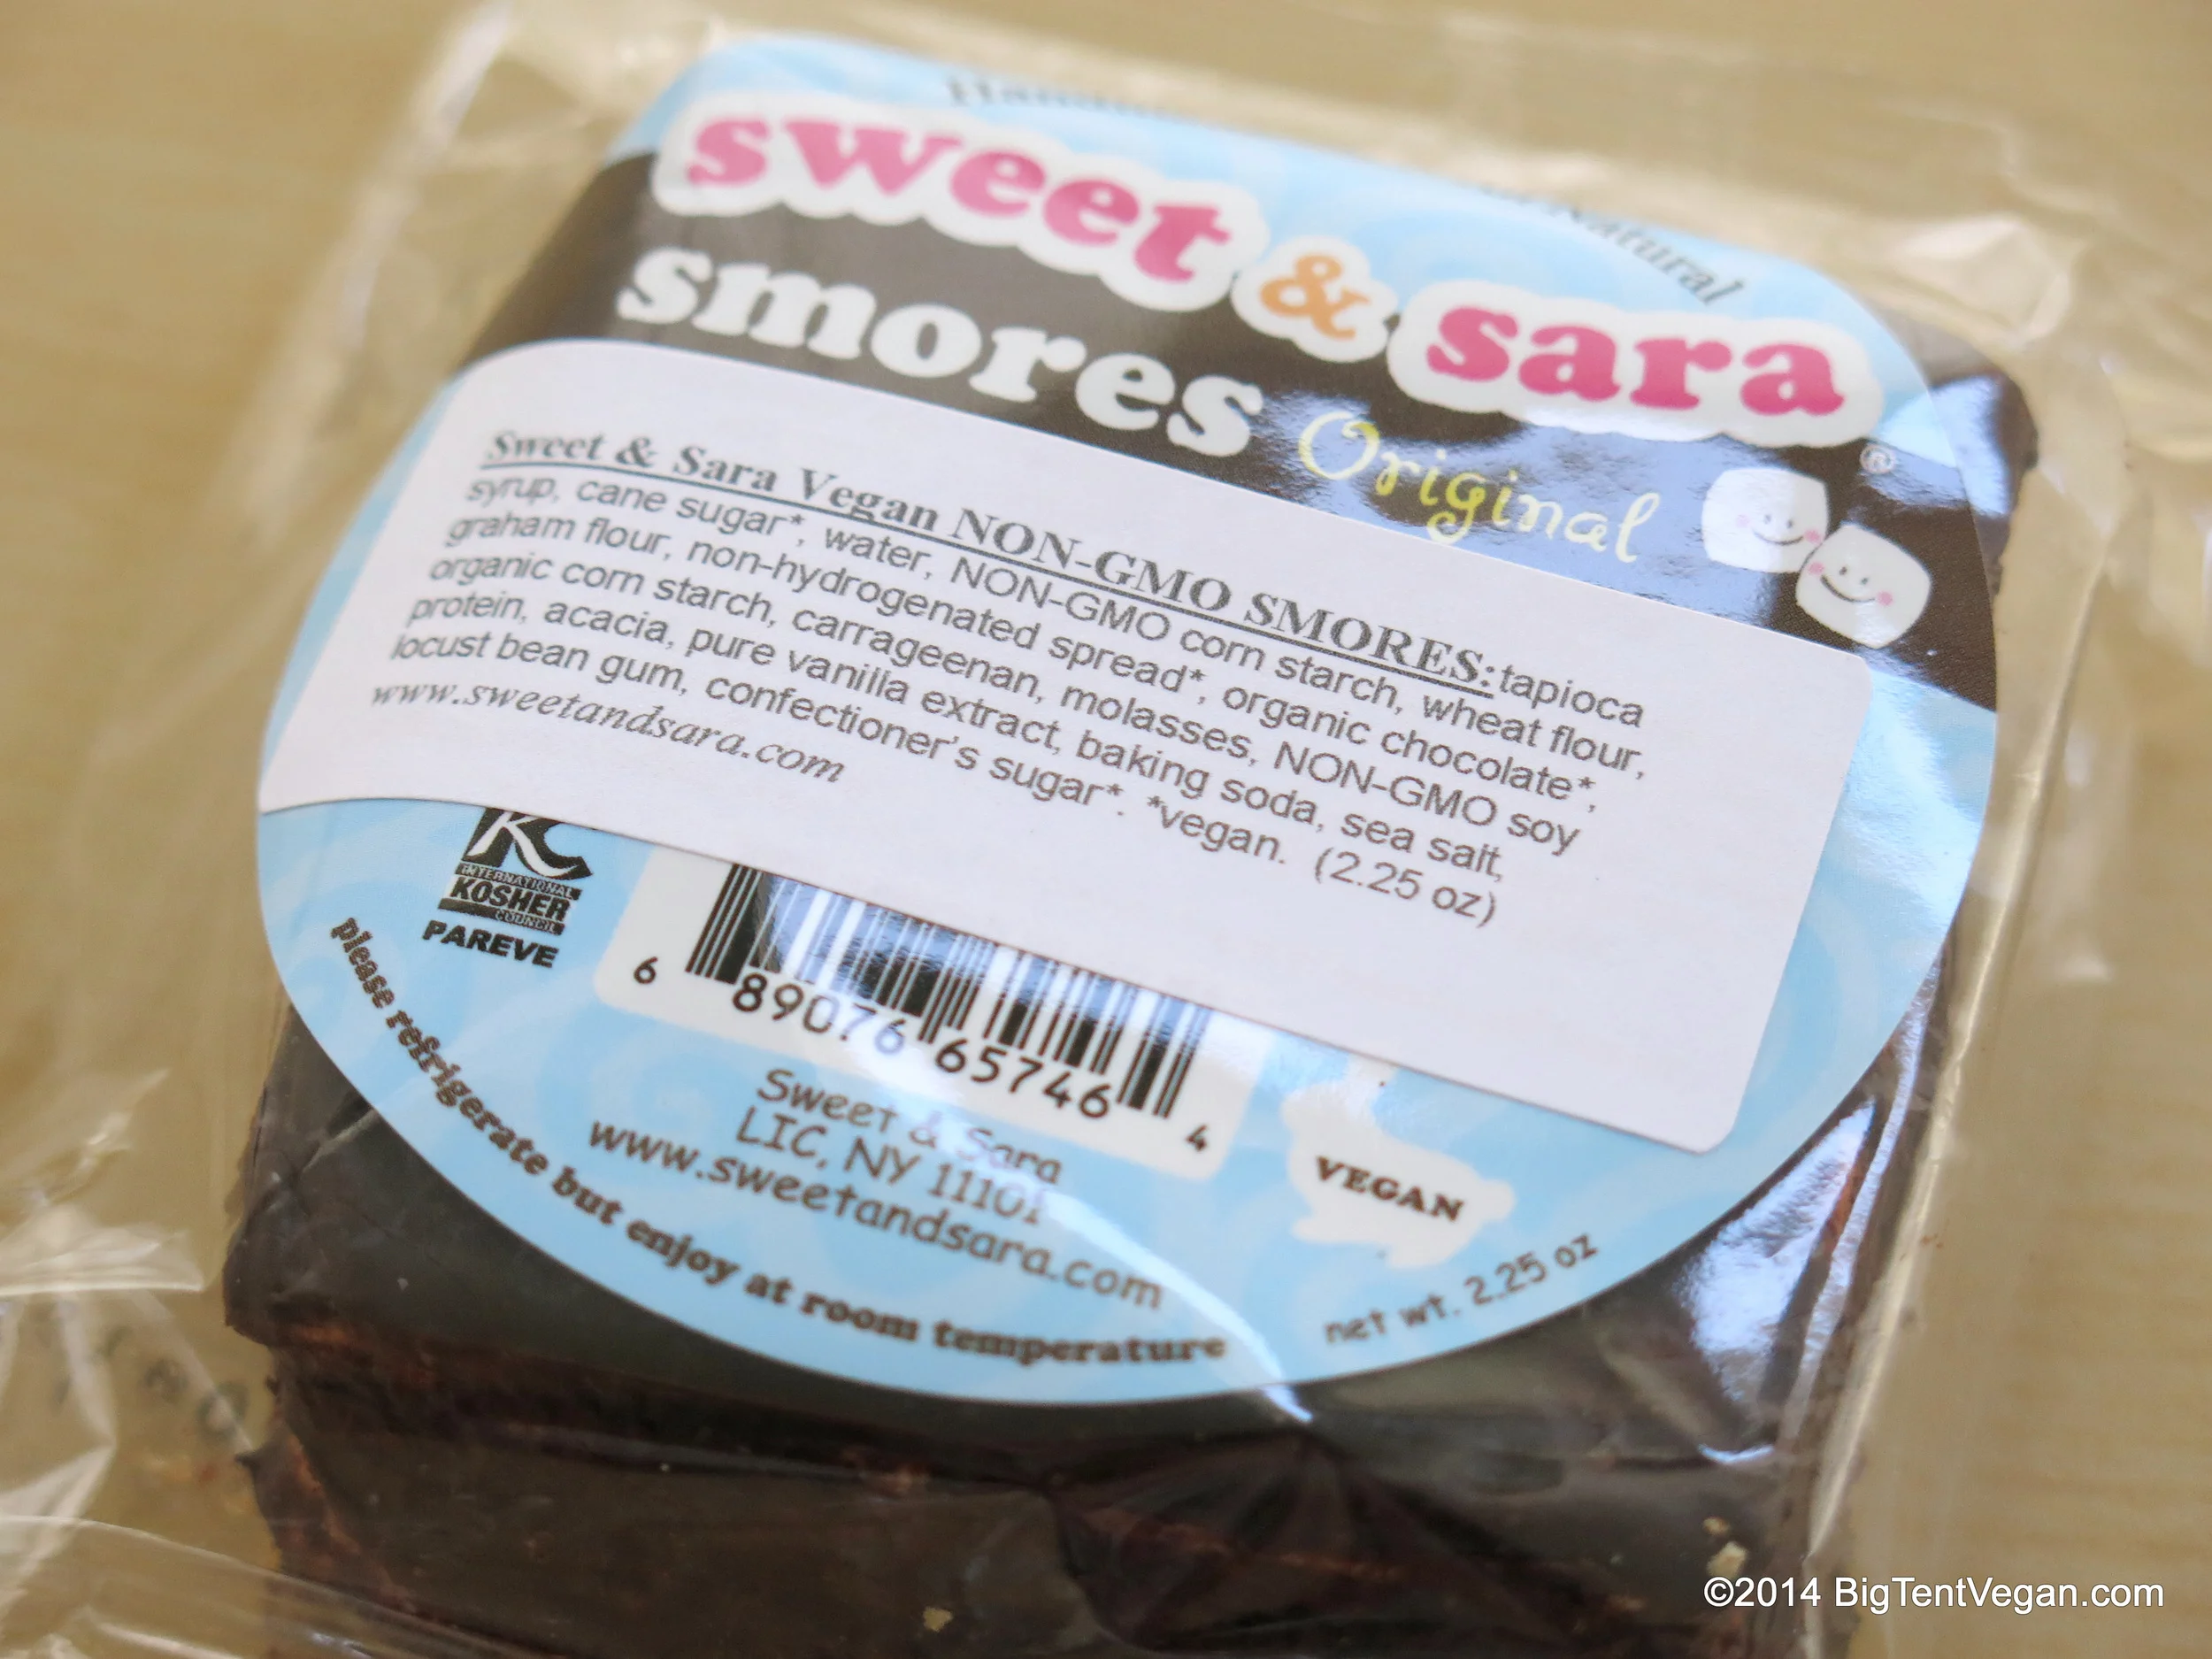 Natural
sweet & sara®
smores Original
Sweet & Sara Vegan NON-GMO SMORES: tapioca
syrup, cane sugar*, water, NON-GMO corn starch, wheat flour,
graham flour, non-hydrogenated spread*, organic chocolate*,
organic corn starch, carrageenan, molasses, NON-GMO soy
protein, acacia, pure vanilla extract, baking soda, sea salt,
locust bean gum, confectioner's sugar*. *vegan. (2.25 oz)
www.sweetandsara.com
K
INTERNATIONAL
KOSHER
COUNCIL
PAREVE
6 89076 65746 4
Sweet & Sara
LIC, NY 11101
www.sweetandsara.com
VEGAN
please refrigerate but enjoy at room temperature
net wt. 2.25 oz
©2014 BigTentVegan.com